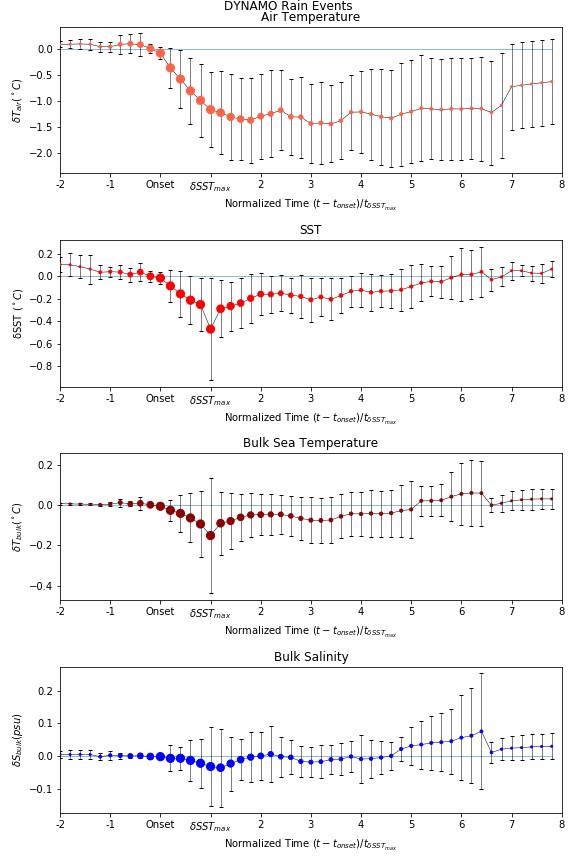 DYNAMO Rain Events
Air Temperature
0.0
−0.5
−1.0
−1.5
−2.0
δT_air(°C)
-2 -1 Onset δSST_max 2 3 4 5 6 7 8
Normalized Time (t − t_onset)/t_δSST_max
SST
0.2
0.0
−0.2
−0.4
−0.6
−0.8
δSST (°C)
-2 -1 Onset δSST_max 2 3 4 5 6 7 8
Normalized Time (t − t_onset)/t_δSST_max
Bulk Sea Temperature
0.2
0.0
−0.2
−0.4
δT_bulk(°C)
-2 -1 Onset δSST_max 2 3 4 5 6 7 8
Normalized Time (t − t_onset)/t_δSST_max
Bulk Salinity
0.2
0.1
0.0
−0.1
δS_bulk(psu)
-2 -1 Onset δSST_max 2 3 4 5 6 7 8
Normalized Time (t − t_onset)/t_δSST_max